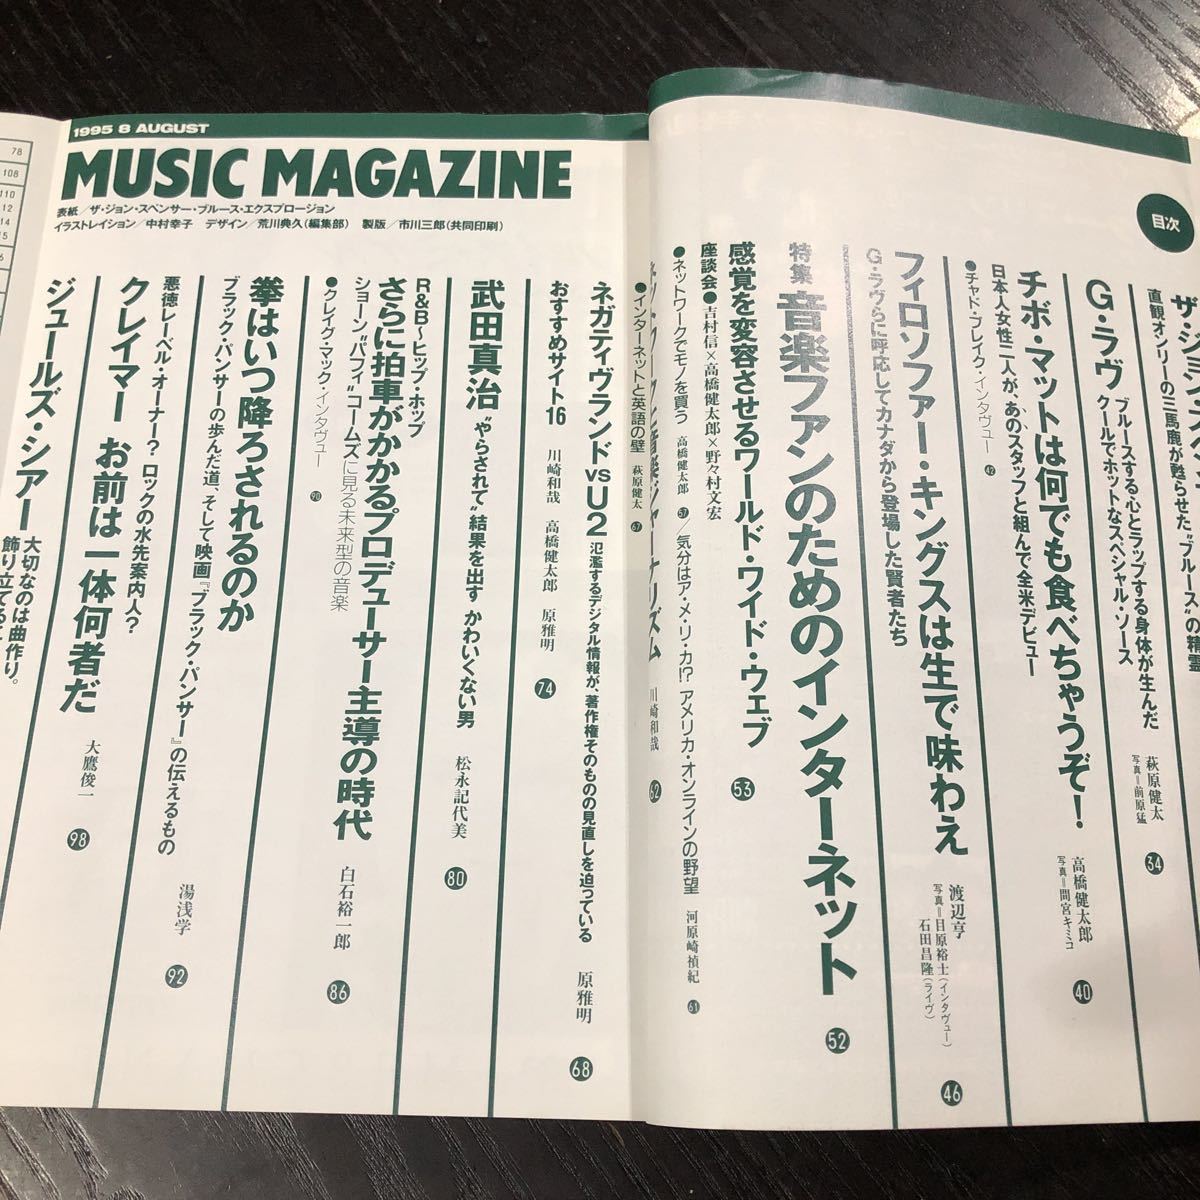 78
108
110
12
14
15
6
1995 8 AUGUST
MUSIC MAGAZINE
表紙／ザ・ジョン・スペンサー・ブルース・エクスプロージョン
イラストレイション／中村幸子　デザイン／荒川典久(編集部)　製版／市川三郎(共同印刷)
目次
直観オンリーの三馬鹿が甦らせた“ブルース”の精霊
萩原健太
写真＝前原猛
34
G・ラヴ
ブルースする心とラップする身体が生んだ
クールでホットなスペシャル・ソース
高橋健太郎
写真＝間宮キミコ
40
チボ・マットは何でも食べちゃうぞ！
日本人女性二人が、あのスタッフと組んで全米デビュー
●チャド・ブレイク・インタヴュー
42
フィロソファー・キングスは生で味わえ
G・ラヴらに呼応してカナダから登場した賢者たち
渡辺亨
写真＝目原裕士(インタヴュー)
石田昌隆(ライヴ)
46
特集　音楽ファンのためのインターネット
52
感覚を変容させるワールド・ワイド・ウェブ
座談会●吉村信×高橋健太郎×野々村文宏
53
●ネットワークでモノを買う　高橋健太郎　57／気分はア・メ・リ・カ!?　アメリカ・オンラインの野望　河原崎禎紀　61
川崎和哉
62
●インターネットと英語の壁　萩原健太　67
ネガティヴランドvsU2　氾濫するデジタル情報が、著作権そのものの見直しを迫っている　原雅明　68
おすすめサイト16　川崎和哉　高橋健太郎　原雅明　74
武田真治　“やらされて”結果を出す　かわいくない男　松永記代美　80
R&B～ヒップ・ホップ
さらに拍車がかかるプロデューサー主導の時代
ショーン・“パフィ”コームズに見る未来型の音楽
白石裕一郎
86
●クレイグ・マック・インタヴュー
90
拳はいつ降ろされるのか
ブラック・パンサーの歩んだ道、そして映画『ブラック・パンサー』の伝えるもの
湯浅学
92
悪徳レーベル・オーナー？　ロックの水先案内人？
クレイマー　お前は一体何者だ
大鷹俊一
98
ジュールズ・シアー
大切なのは曲作り。